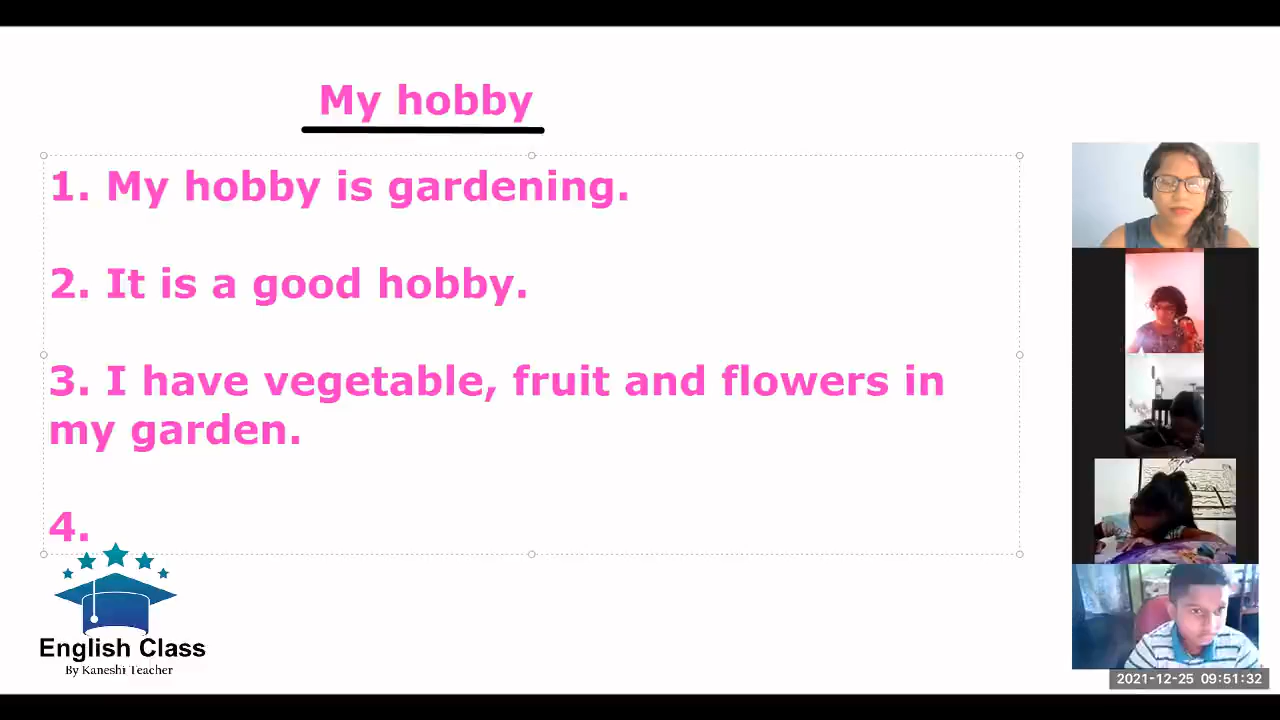 My hobby
1. My hobby is gardening.
2. It is a good hobby.
3. I have vegetable, fruit and flowers in
my garden.
4.
English Class
By Kaneshi Teacher
2021-12-25 09:51:32